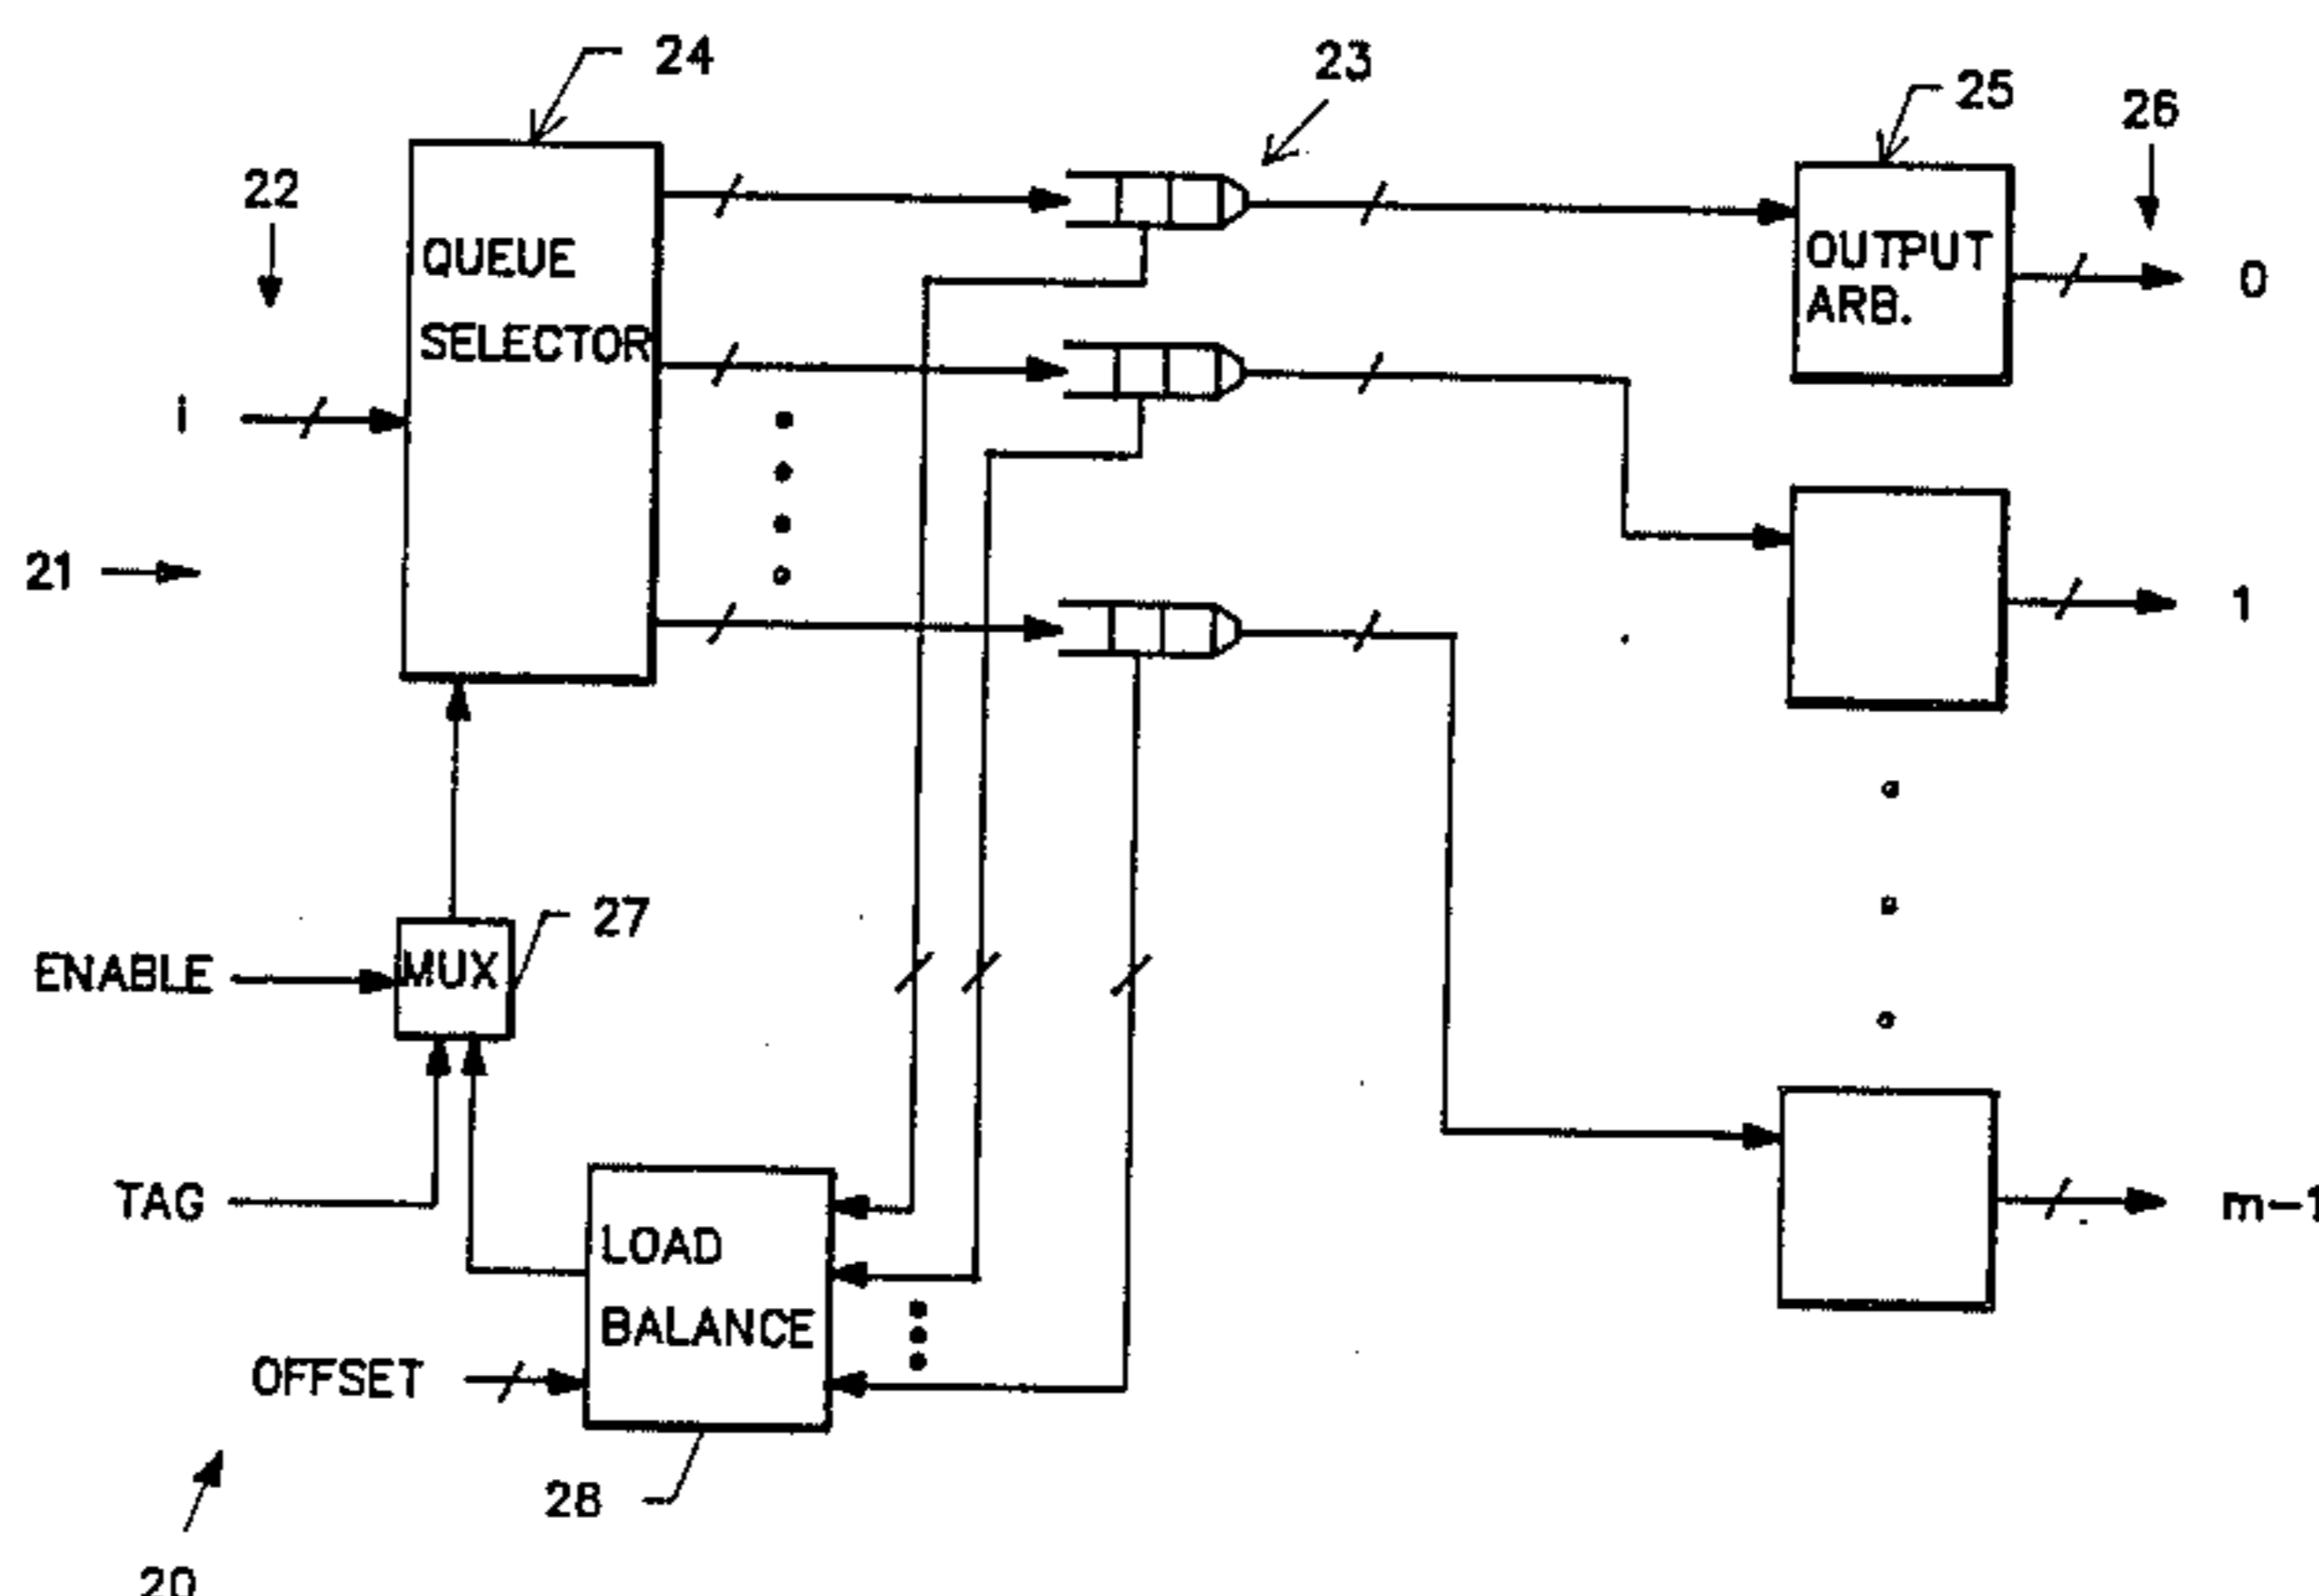 24
23
25
26
22
QUEUE
SELECTOR
OUTPUT
ARB.
0
i
21
1
27
ENABLE
MUX
TAG
m-1
LOAD
BALANCE
OFFSET
28
20